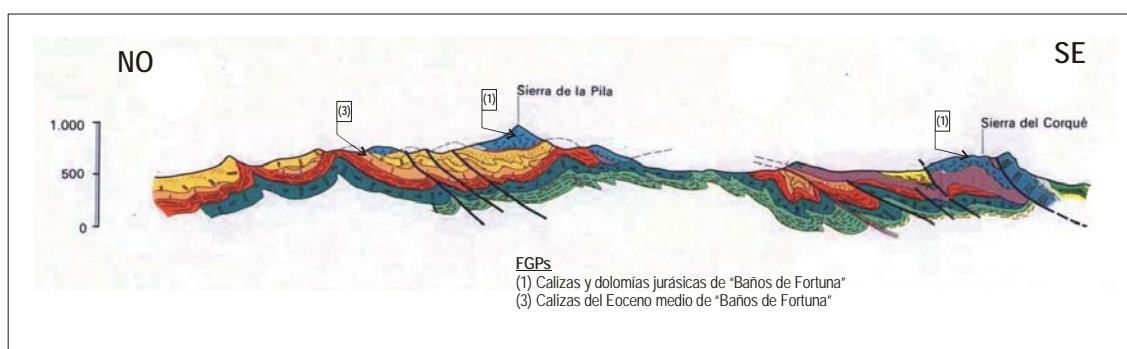 NO
SE
Sierra de la Pila
(1)
(3)
(1)
Sierra del Corqué
1.000
500
0
FGPs
(1) Calizas y dolomías jurásicas de "Baños de Fortuna"
(3) Calizas del Eoceno medio de "Baños de Fortuna"